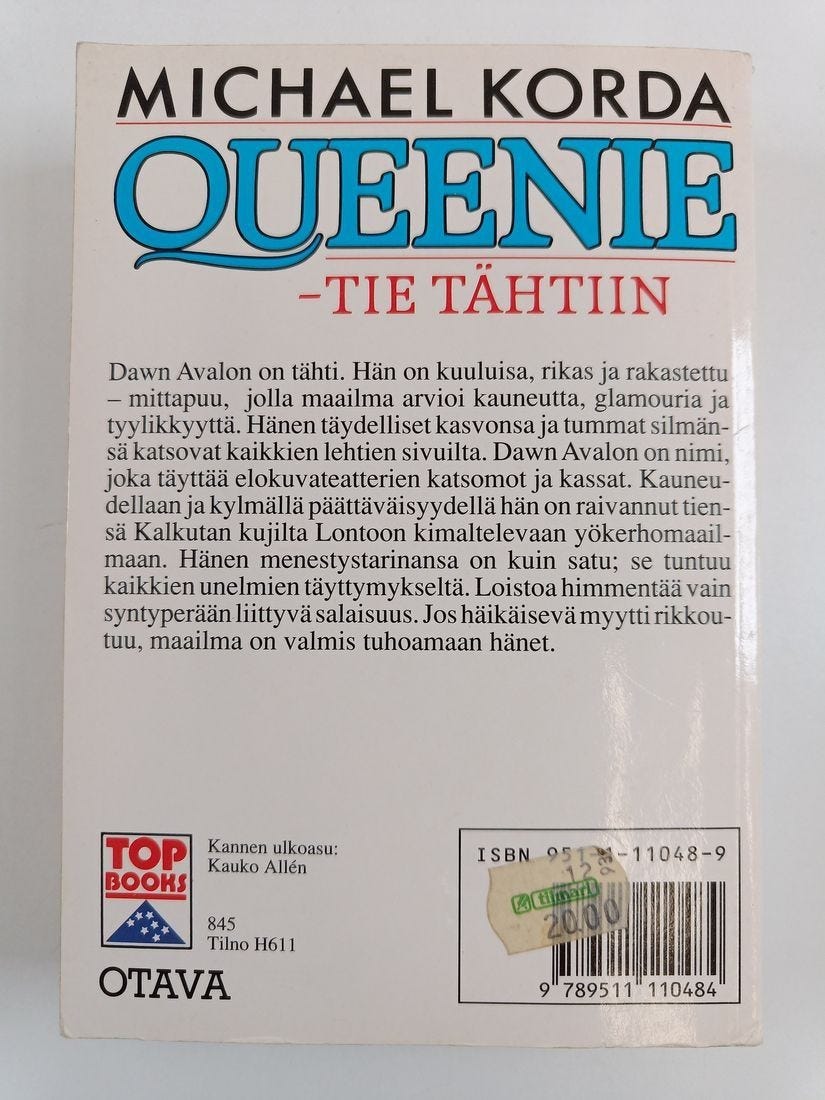 MICHAEL KORDA
QUEENIE
–TIE TÄHTIIN
Dawn Avalon on tähti. Hän on kuuluisa, rikas ja rakastettu
– mittapuu, jolla maailma arvioi kauneutta, glamouria ja
tyylikkyyttä. Hänen täydelliset kasvonsa ja tummat silmän-
sä katsovat kaikkien lehtien sivuilta. Dawn Avalon on nimi,
joka täyttää elokuvateatterien katsomot ja kassat. Kauneu-
dellaan ja kylmällä päättäväisyydellä hän on raivannut tien-
sä Kalkutan kujilta Lontoon kimaltelevaan yökerhomaail-
maan. Hänen menestystarinansa on kuin satu; se tuntuu
kaikkien unelmien täyttymykseltä. Loistoa himmentää vain
syntyperään liittyvä salaisuus. Jos häikäisevä myytti rikkou-
tuu, maailma on valmis tuhoamaan hänet.
TOP
BOOKS
Kannen ulkoasu:
Kauko Allén
845
Tilno H611
OTAVA
ISBN 951-1-11048-9
12
tiimari
2000
9 789511 110484